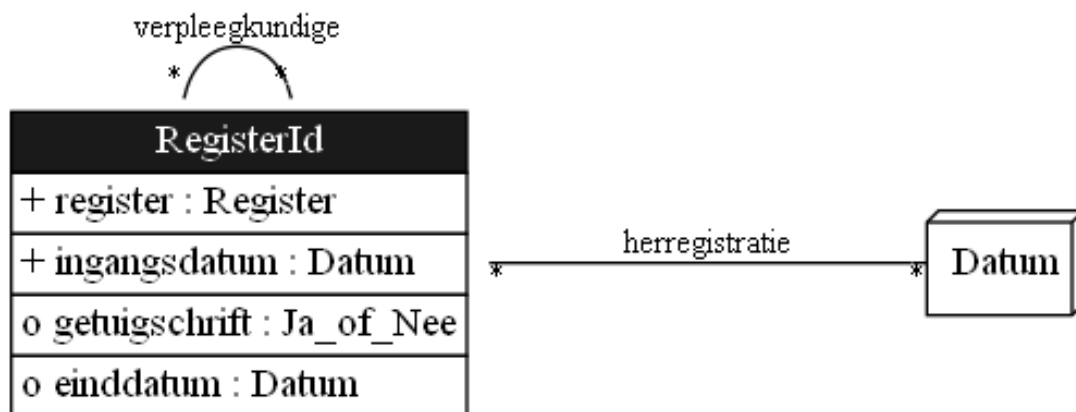 verpleegkundige
* *
RegisterId
+ register : Register
+ ingangsdatum : Datum
o getuigschrift : Ja_of_Nee
o einddatum : Datum
herregistratie
* *
Datum